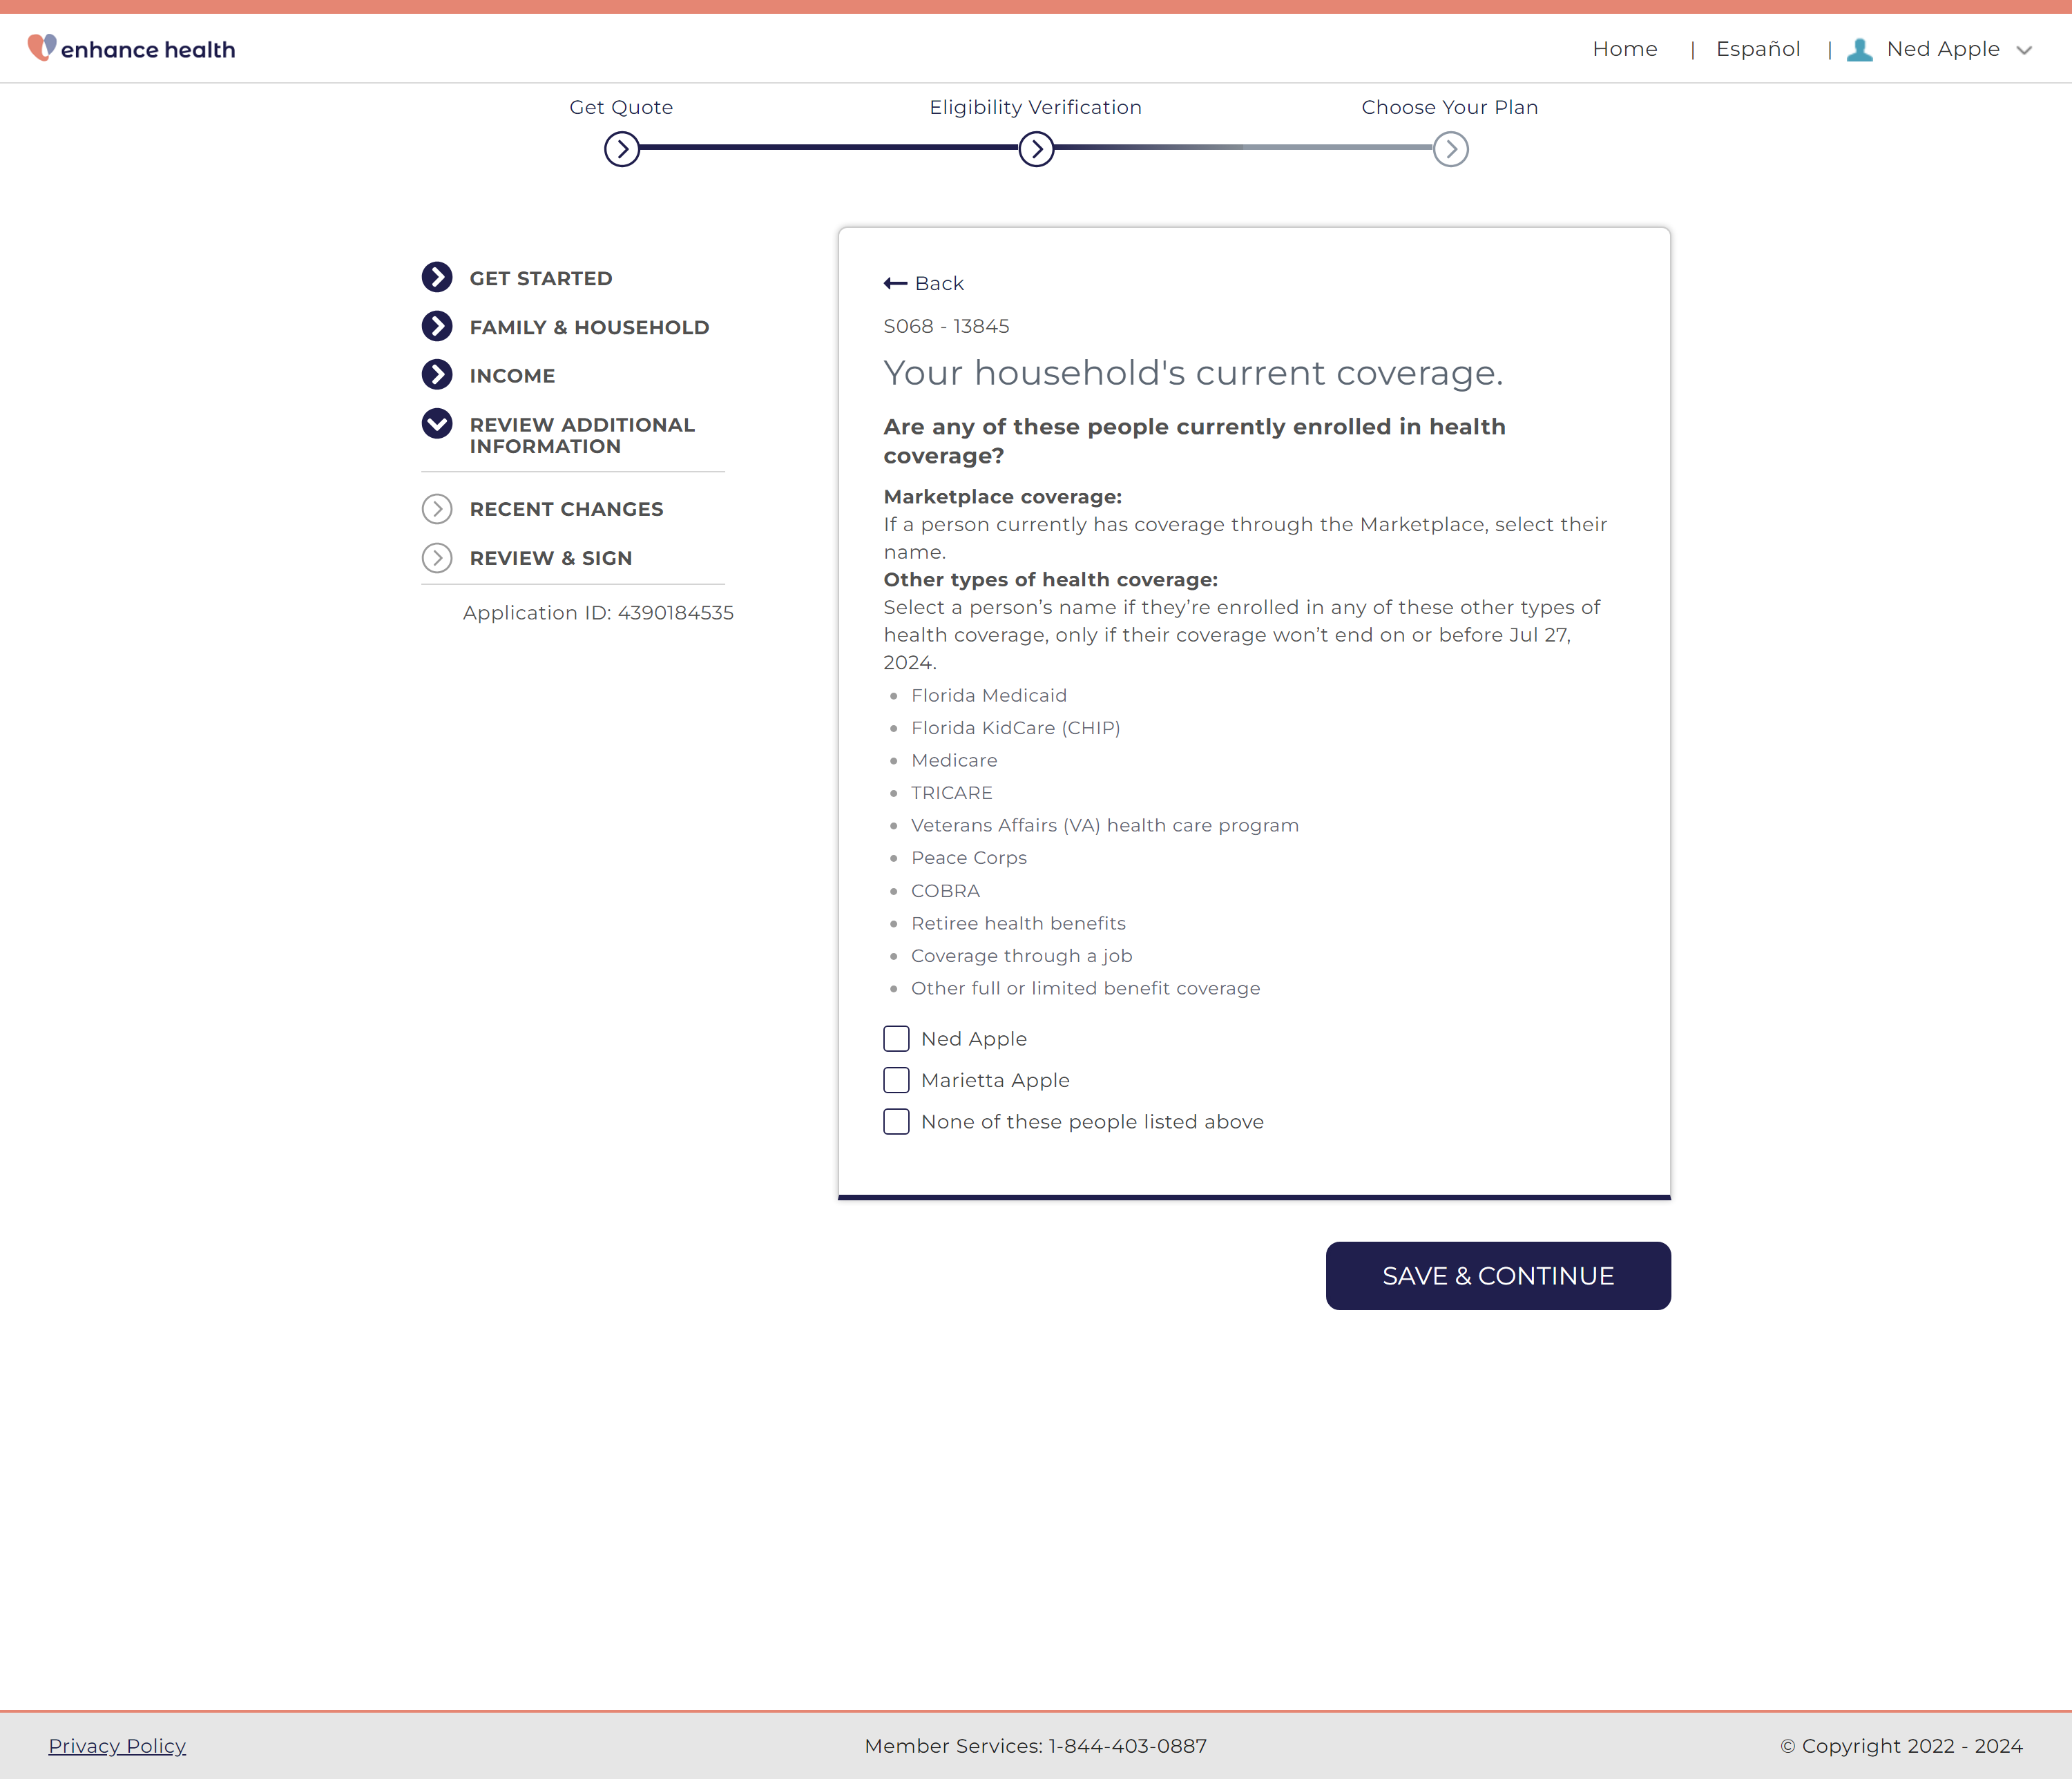 enhance health
Home | Español | Ned Apple
Get Quote
Eligibility Verification
Choose Your Plan
GET STARTED
FAMILY & HOUSEHOLD
INCOME
REVIEW ADDITIONAL
INFORMATION
RECENT CHANGES
REVIEW & SIGN
Application ID: 4390184535
Back
S068 - 13845
Your household's current coverage.
Are any of these people currently enrolled in health
coverage?
Marketplace coverage:
If a person currently has coverage through the Marketplace, select their
name.
Other types of health coverage:
Select a person’s name if they’re enrolled in any of these other types of
health coverage, only if their coverage won’t end on or before Jul 27,
2024.
• Florida Medicaid
• Florida KidCare (CHIP)
• Medicare
• TRICARE
• Veterans Affairs (VA) health care program
• Peace Corps
• COBRA
• Retiree health benefits
• Coverage through a job
• Other full or limited benefit coverage
Ned Apple
Marietta Apple
None of these people listed above
SAVE & CONTINUE
Privacy Policy
Member Services: 1-844-403-0887
© Copyright 2022 - 2024